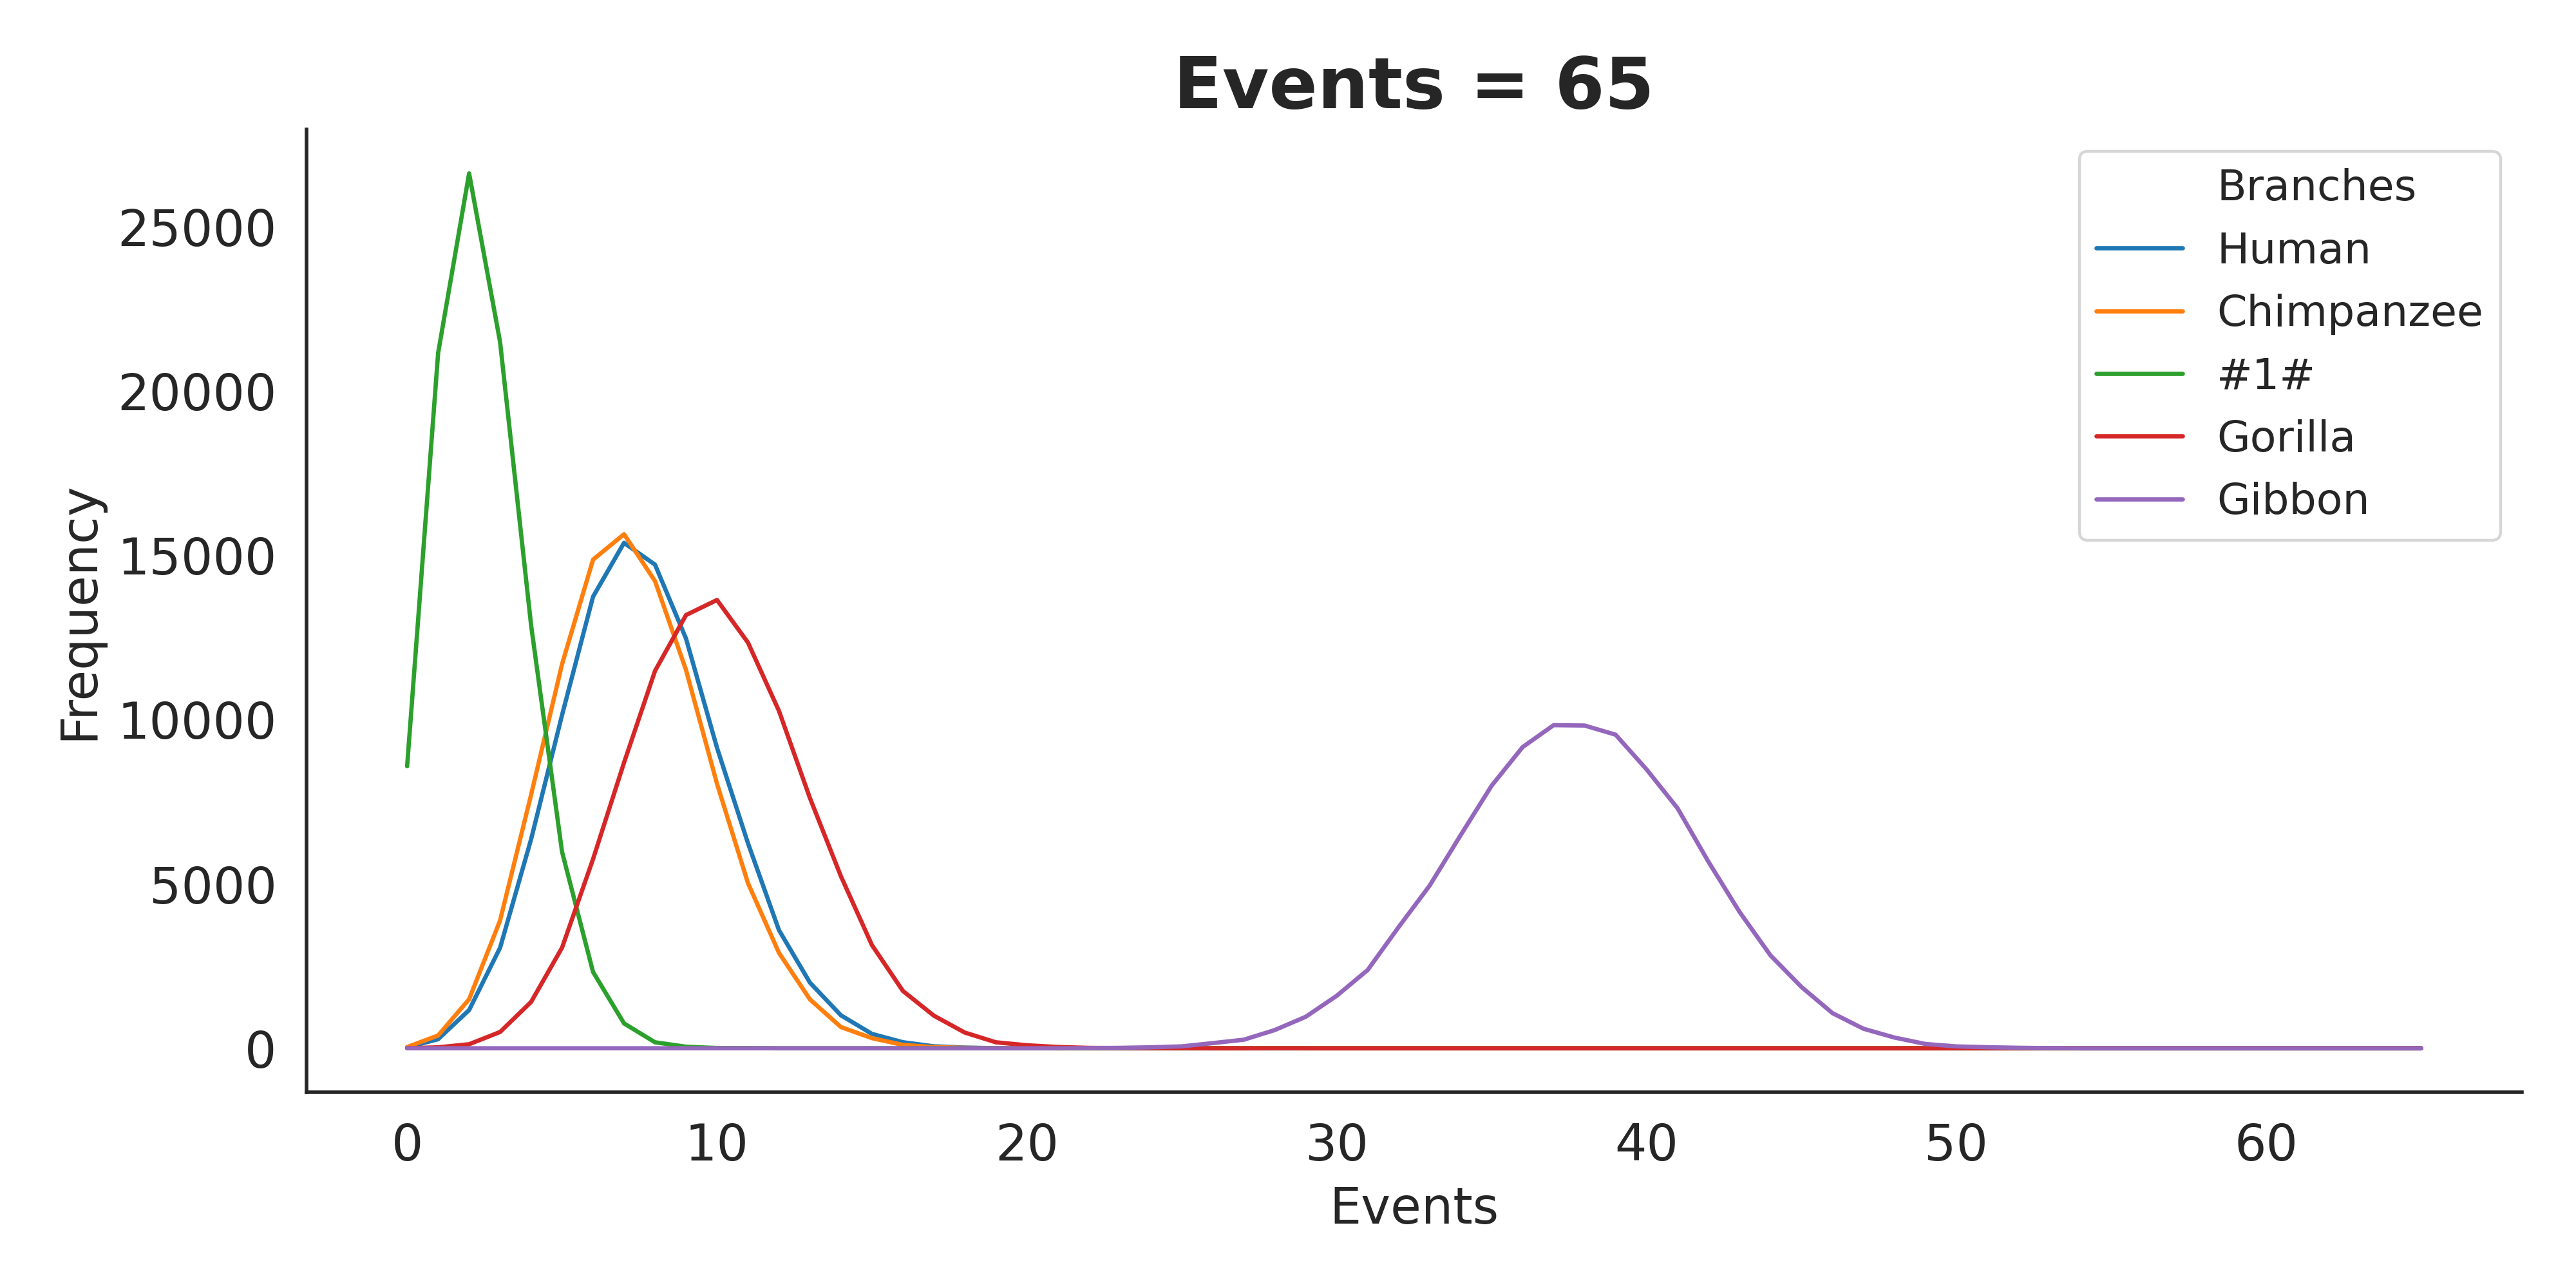 Events = 65
Frequency
25000
20000
15000
10000
5000
0
0 10 20 30 40 50 60
Events
Branches
Human
Chimpanzee
#1#
Gorilla
Gibbon